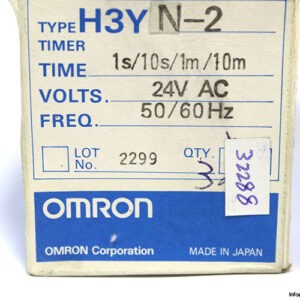 TYPE H3Y N-2
TIMER
TIME 1s/10s/1m/10m
VOLTS. 24V AC
FREQ. 50/60Hz
LOT No. 2299 QTY.
32288
OMRON
OMRON Corporation MADE IN JAPAN